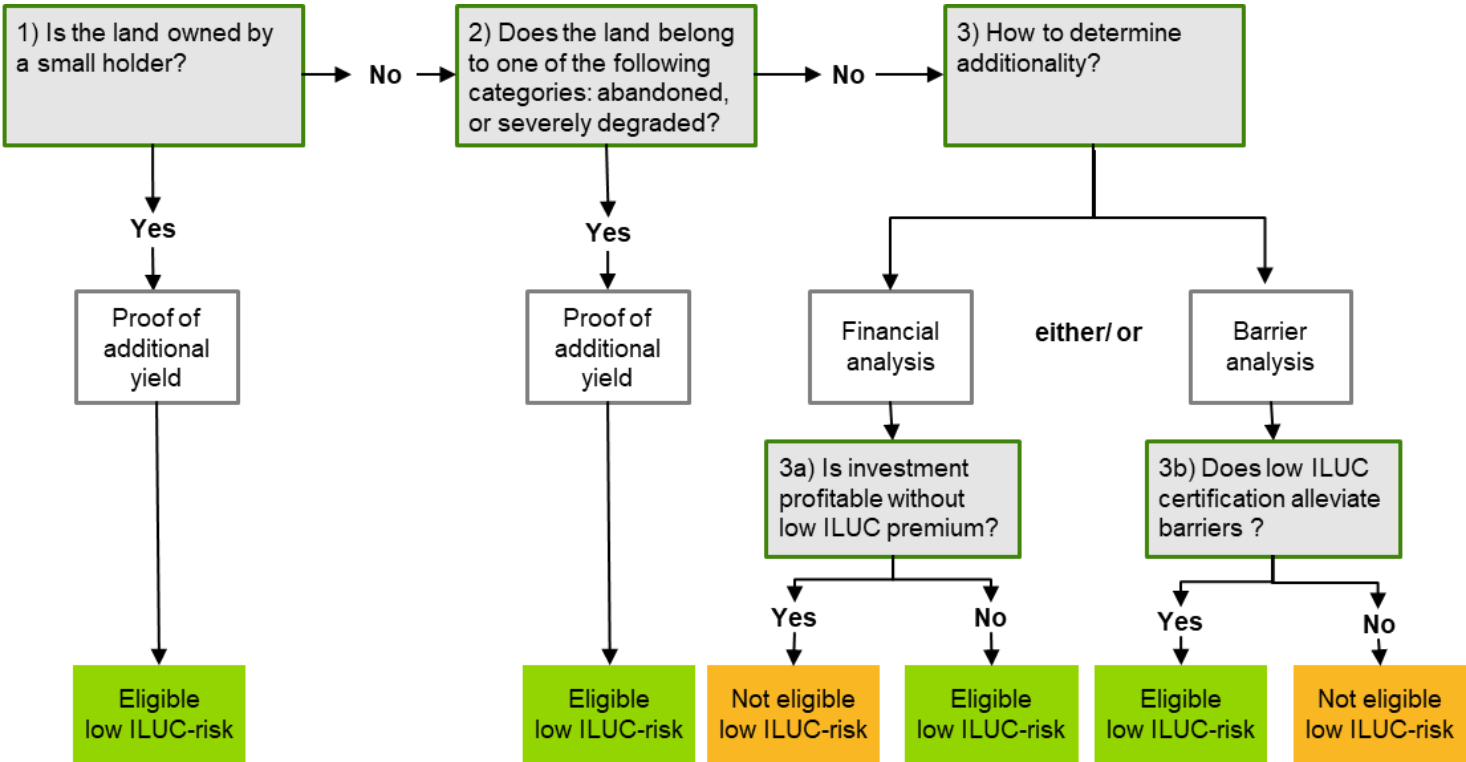 1) Is the land owned by
a small holder?
No
2) Does the land belong
to one of the following
categories: abandoned,
or severely degraded?
No
3) How to determine
additionality?
Yes
Yes
Proof of
additional
yield
Proof of
additional
yield
Financial
analysis
either/ or
Barrier
analysis
3a) Is investment
profitable without
low ILUC premium?
3b) Does low ILUC
certification alleviate
barriers ?
Yes
No
Yes
No
Eligible
low ILUC-risk
Eligible
low ILUC-risk
Not eligible
low ILUC-risk
Eligible
low ILUC-risk
Eligible
low ILUC-risk
Not eligible
low ILUC-risk